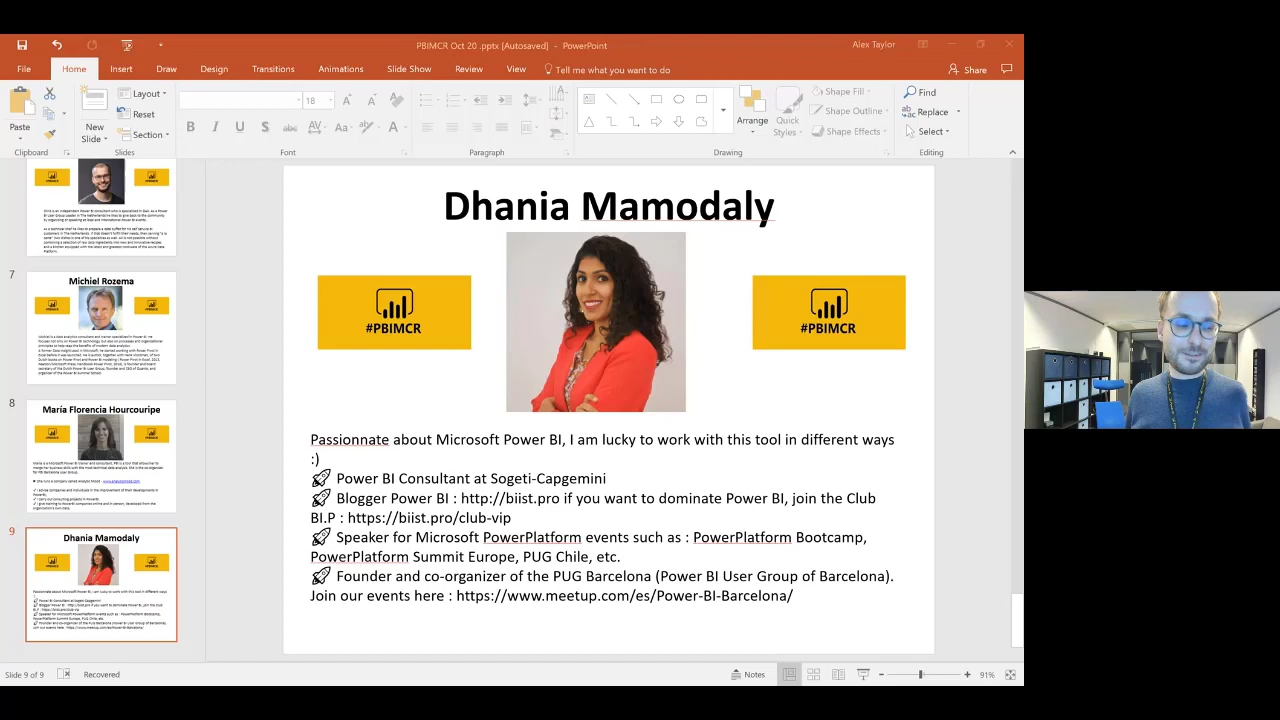 PBIMCR Oct 20 .pptx [Autosaved] - PowerPoint
Alex Taylor
File Home Insert Draw Design Transitions Animations Slide Show Review View Tell me what you want to do Share
Paste
New
Slide
Layout
Reset
Section
18
B I U S abc AV Aa A
Arrange
Quick
Styles
Shape Fill
Shape Outline
Shape Effects
Find
Replace
Select
Clipboard Slides Font Paragraph Drawing Editing
7
Michiel Rozema
8
María Florencia Hourcouripe
9
Dhania Mamodaly
Dhania Mamodaly
#PBIMCR
#PBIMCR
Passionnate about Microsoft Power BI, I am lucky to work with this tool in different ways
:)
🚀 Power BI Consultant at Sogeti-Capgemini
🚀 Blogger Power BI : http://biist.pro if you want to dominate Power BI, join the Club
BI.P : https://biist.pro/club-vip
🚀 Speaker for Microsoft PowerPlatform events such as : PowerPlatform Bootcamp,
PowerPlatform Summit Europe, PUG Chile, etc.
🚀 Founder and co-organizer of the PUG Barcelona (Power BI User Group of Barcelona).
Join our events here : https://www.meetup.com/es/Power-BI-Barcelona/
Slide 9 of 9 Recovered Notes 91%